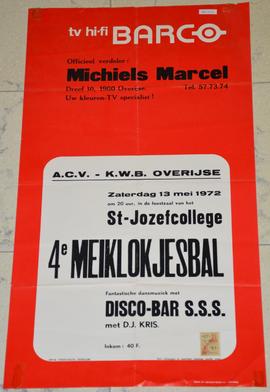 tv hi-fi BARCO
Officieel verdeler:
Michiels Marcel
Dreef 30, 1900 Overijse Tel. 57.73.74
Uw kleuren-TV specialist!
A.C.V. - K.W.B. OVERIJSE
Zaterdag 13 mei 1972
om 20 uur, in de feestzaal van het
St-Jozefcollege
4e MEIKLOKJESBAL
Fantastische dansmuziek met
DISCO-BAR S.S.S.
met D.J. KRIS.
Inkom: 40 F.